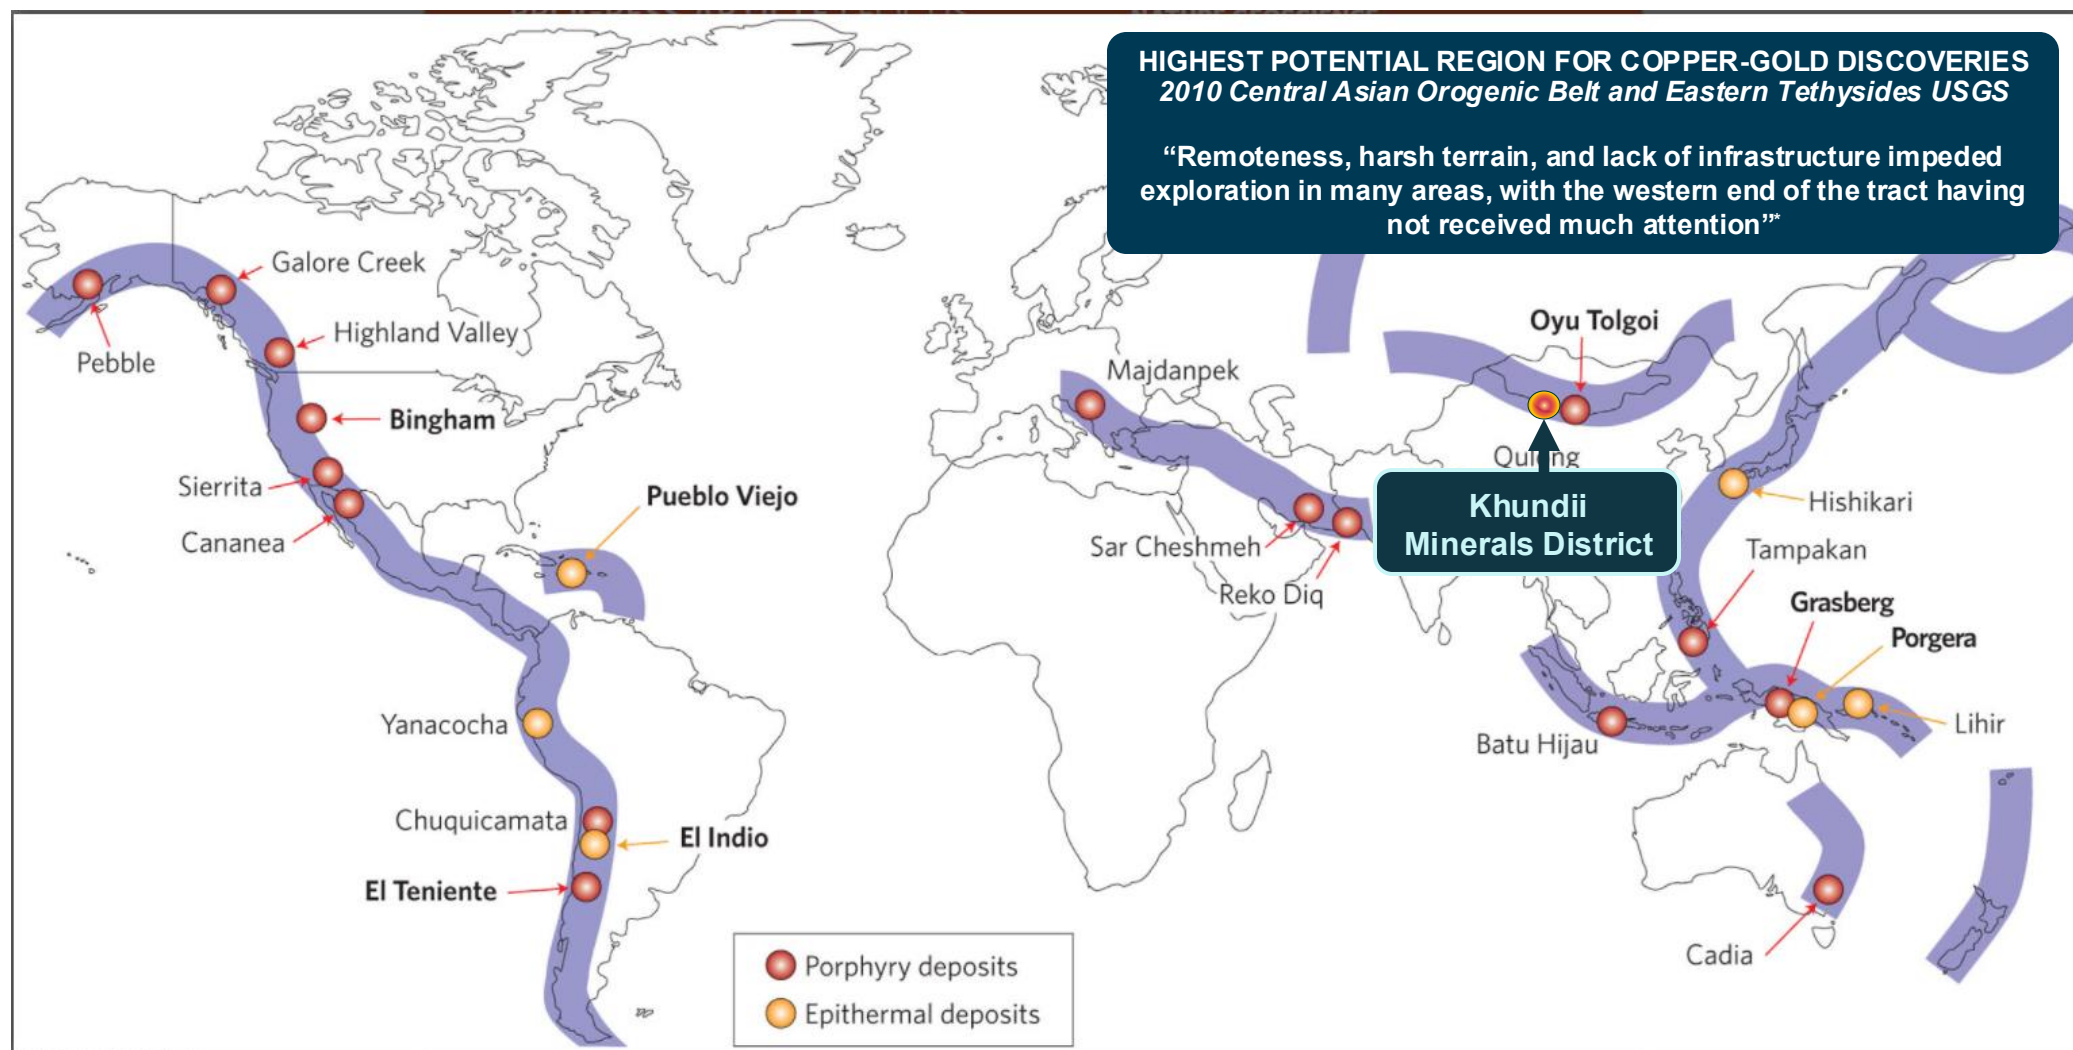 HIGHEST POTENTIAL REGION FOR COPPER-GOLD DISCOVERIES
2010 Central Asian Orogenic Belt and Eastern Tethysides USGS
“Remoteness, harsh terrain, and lack of infrastructure impeded
exploration in many areas, with the western end of the tract having
not received much attention”*
Galore Creek
Pebble
Highland Valley
Bingham
Sierrita
Cananea
Pueblo Viejo
Majdanpek
Oyu Tolgoi
Khundii
Minerals District
Sar Cheshmeh
Reko Diq
Hishikari
Tampakan
Grasberg
Porgera
Lihir
Batu Hijau
Yanacocha
Chuquicamata
El Indio
El Teniente
Cadia
Porphyry deposits
Epithermal deposits